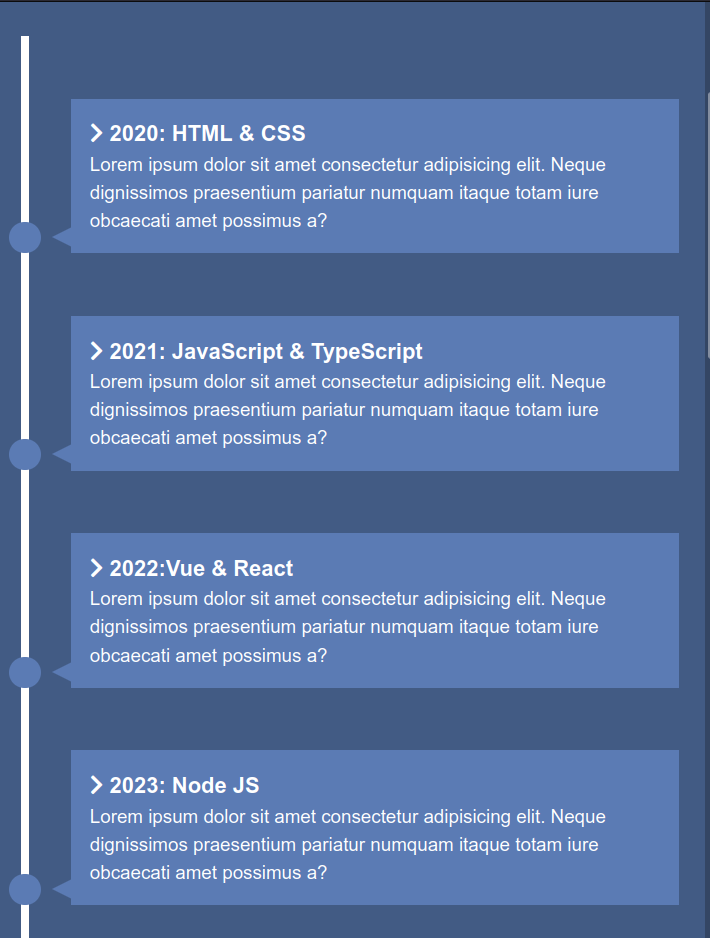 2020: HTML & CSS
Lorem ipsum dolor sit amet consectetur adipisicing elit. Neque
dignissimos praesentium pariatur numquam itaque totam iure
obcaecati amet possimus a?
2021: JavaScript & TypeScript
Lorem ipsum dolor sit amet consectetur adipisicing elit. Neque
dignissimos praesentium pariatur numquam itaque totam iure
obcaecati amet possimus a?
2022:Vue & React
Lorem ipsum dolor sit amet consectetur adipisicing elit. Neque
dignissimos praesentium pariatur numquam itaque totam iure
obcaecati amet possimus a?
2023: Node JS
Lorem ipsum dolor sit amet consectetur adipisicing elit. Neque
dignissimos praesentium pariatur numquam itaque totam iure
obcaecati amet possimus a?